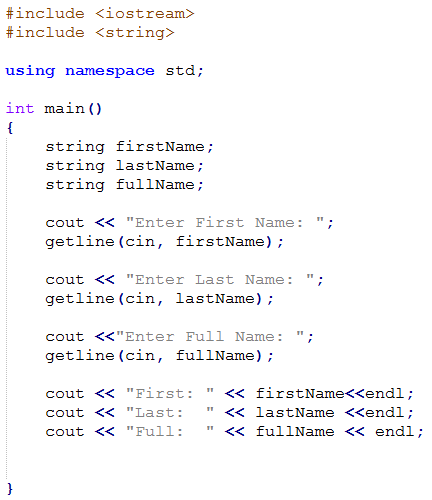 #include <iostream>
#include <string>

using namespace std;

int main()
{
    string firstName;
    string lastName;
    string fullName;

    cout << "Enter First Name: ";
    getline(cin, firstName);

    cout << "Enter Last Name: ";
    getline(cin, lastName);

    cout <<"Enter Full Name: ";
    getline(cin, fullName);

    cout << "First: " << firstName<<endl;
    cout << "Last:  " << lastName <<endl;
    cout << "Full:  " << fullName << endl;


}